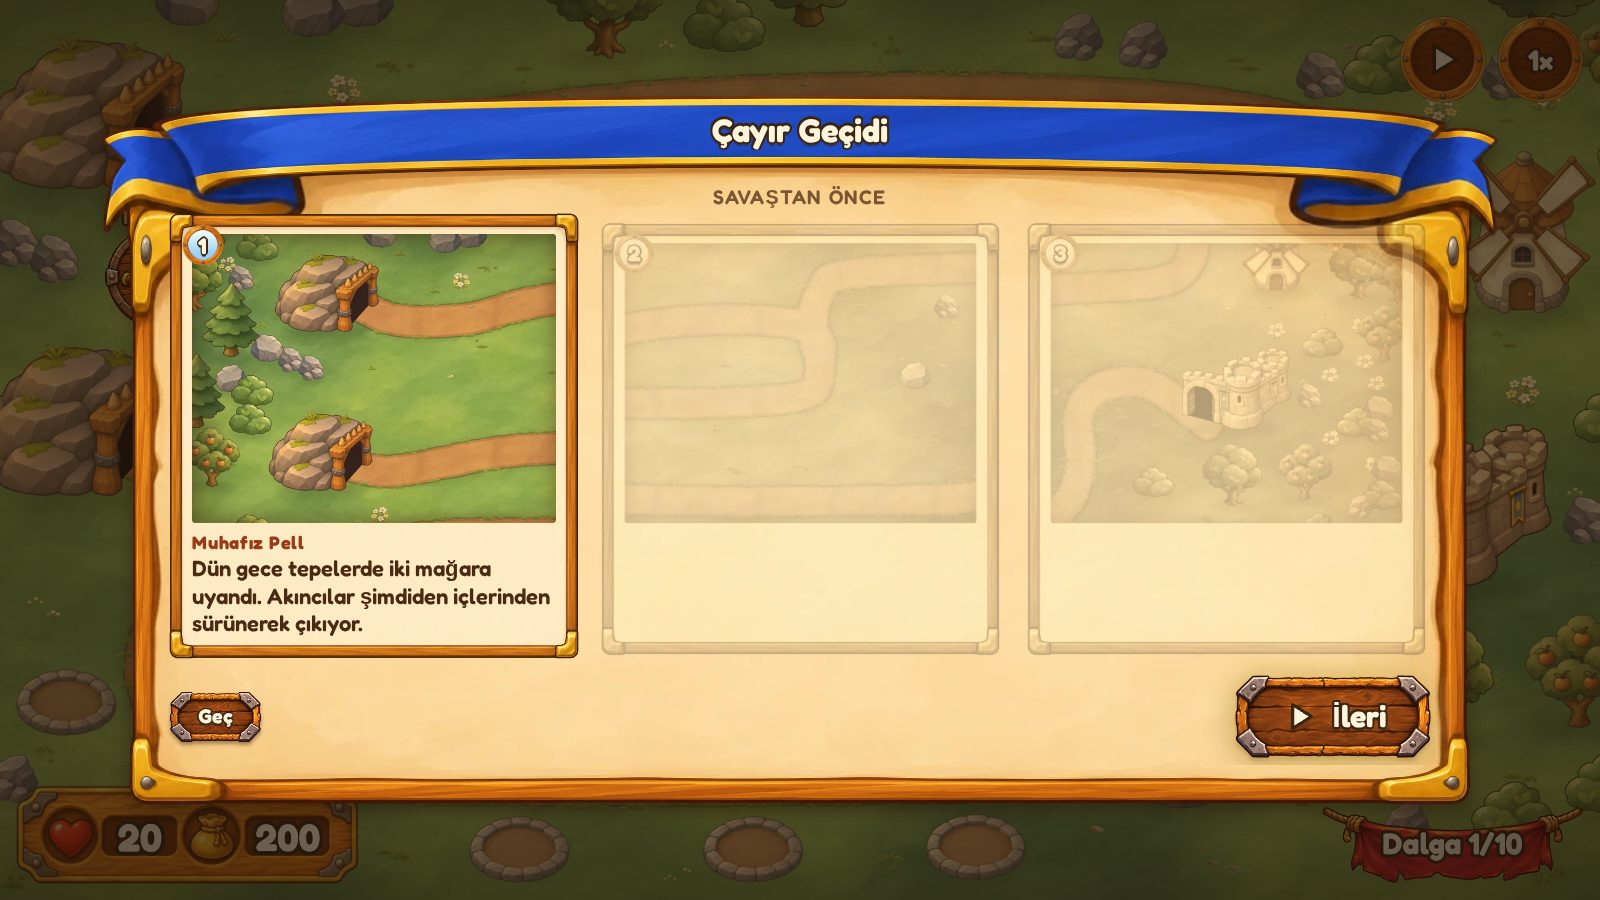 1x
Çayır Geçidi
SAVAŞTAN ÖNCE
1
2
3
Muhafız Pell
Dün gece tepelerde iki mağara
uyandı. Akıncılar şimdiden içlerinden
sürünerek çıkıyor.
Geç
İleri
20
200
Dalga 1/10